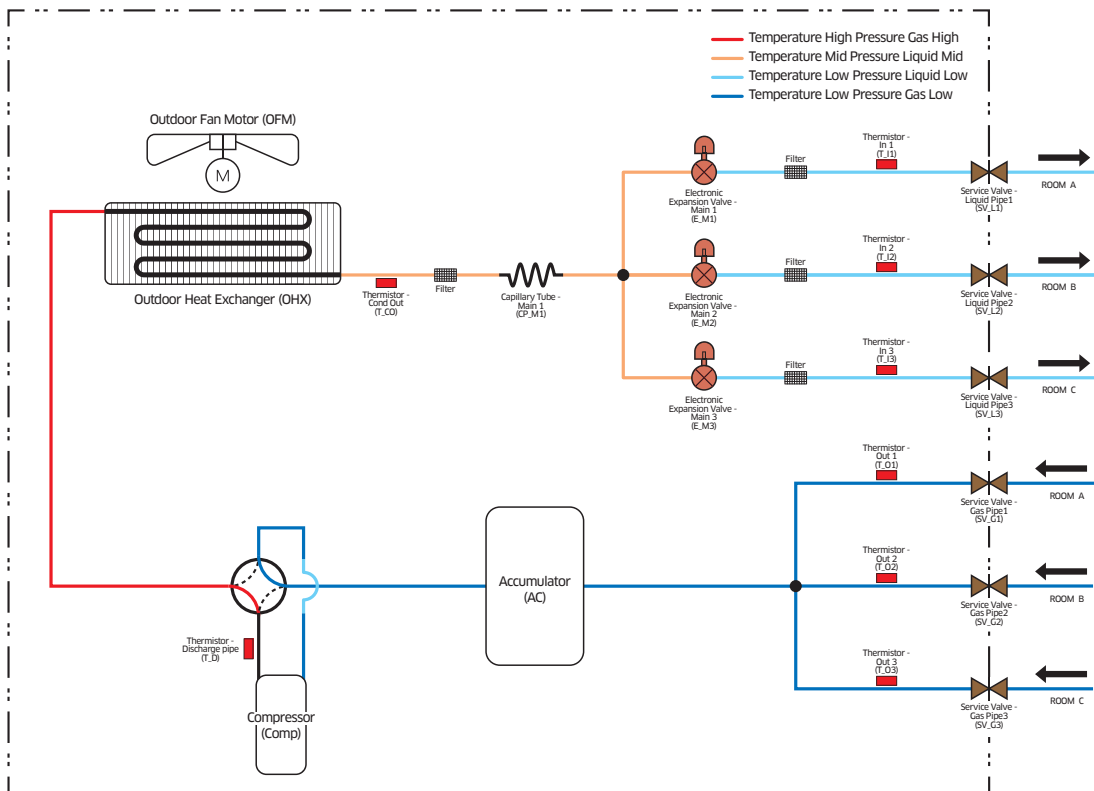 Temperature High Pressure Gas High
Temperature Mid Pressure Liquid Mid
Temperature Low Pressure Liquid Low
Temperature Low Pressure Gas Low
Outdoor Fan Motor (OFM)
M
Outdoor Heat Exchanger (OHX)
Thermistor -
Cond Out
(T_CO)
Filter
Capillary Tube -
Main 1
(CP_M1)
Electronic
Expansion Valve -
Main 1
(E_M1)
Filter
Thermistor -
In 1
(T_I1)
Service Valve -
Liquid Pipe1
(SV_L1)
ROOM A
Electronic
Expansion Valve -
Main 2
(E_M2)
Filter
Thermistor -
In 2
(T_I2)
Service Valve -
Liquid Pipe2
(SV_L2)
ROOM B
Electronic
Expansion Valve -
Main 3
(E_M3)
Filter
Thermistor -
In 3
(T_I3)
Service Valve -
Liquid Pipe3
(SV_L3)
ROOM C
Thermistor -
Out 1
(T_O1)
Service Valve -
Gas Pipe1
(SV_G1)
ROOM A
Thermistor -
Out 2
(T_O2)
Service Valve -
Gas Pipe2
(SV_G2)
ROOM B
Thermistor -
Out 3
(T_O3)
Service Valve -
Gas Pipe3
(SV_G3)
ROOM C
Accumulator
(AC)
Thermistor -
Discharge pipe
(T_D)
Compressor
(Comp)